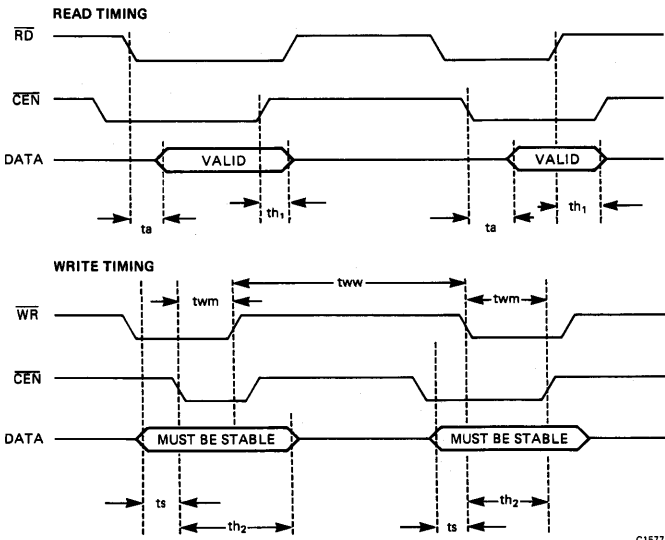 READ TIMING
RD
CEN
DATA
VALID
VALID
ta
th1
ta
th1
WRITE TIMING
twm
tww
twm
WR
CEN
DATA
MUST BE STABLE
MUST BE STABLE
ts
th2
ts
th2
C1577